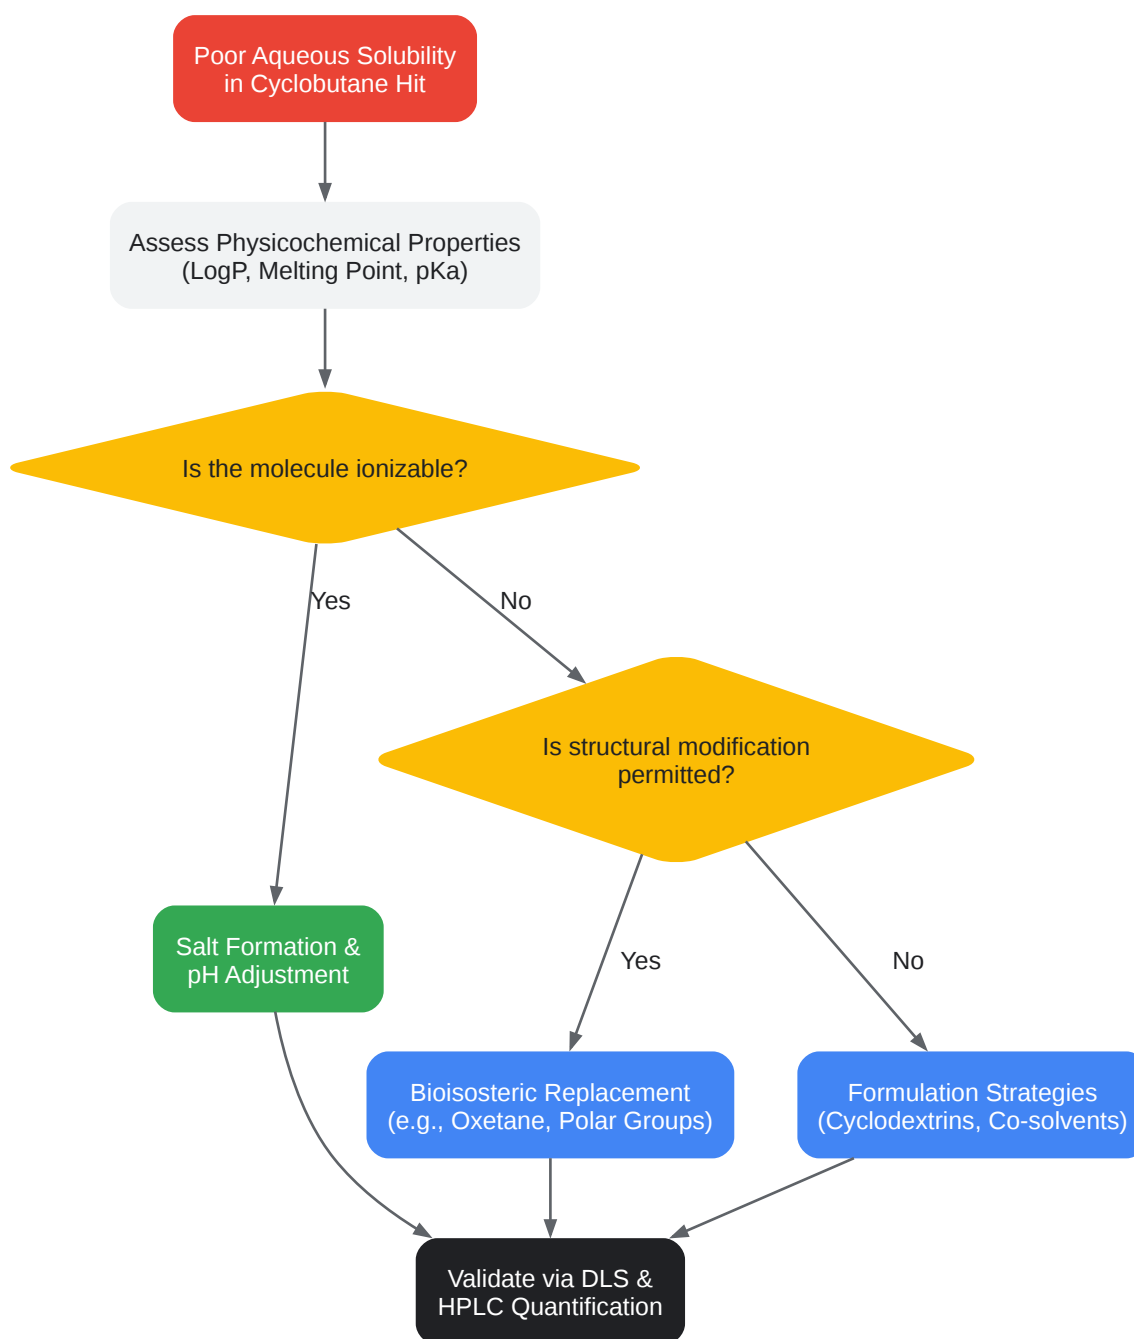 Poor Aqueous Solubility
in Cyclobutane Hit
Assess Physicochemical Properties
(LogP, Melting Point, pKa)
Is the molecule ionizable?
Yes
No
Is structural modification
permitted?
Salt Formation &
pH Adjustment
Yes
No
Bioisosteric Replacement
(e.g., Oxetane, Polar Groups)
Formulation Strategies
(Cyclodextrins, Co-solvents)
Validate via DLS &
HPLC Quantification